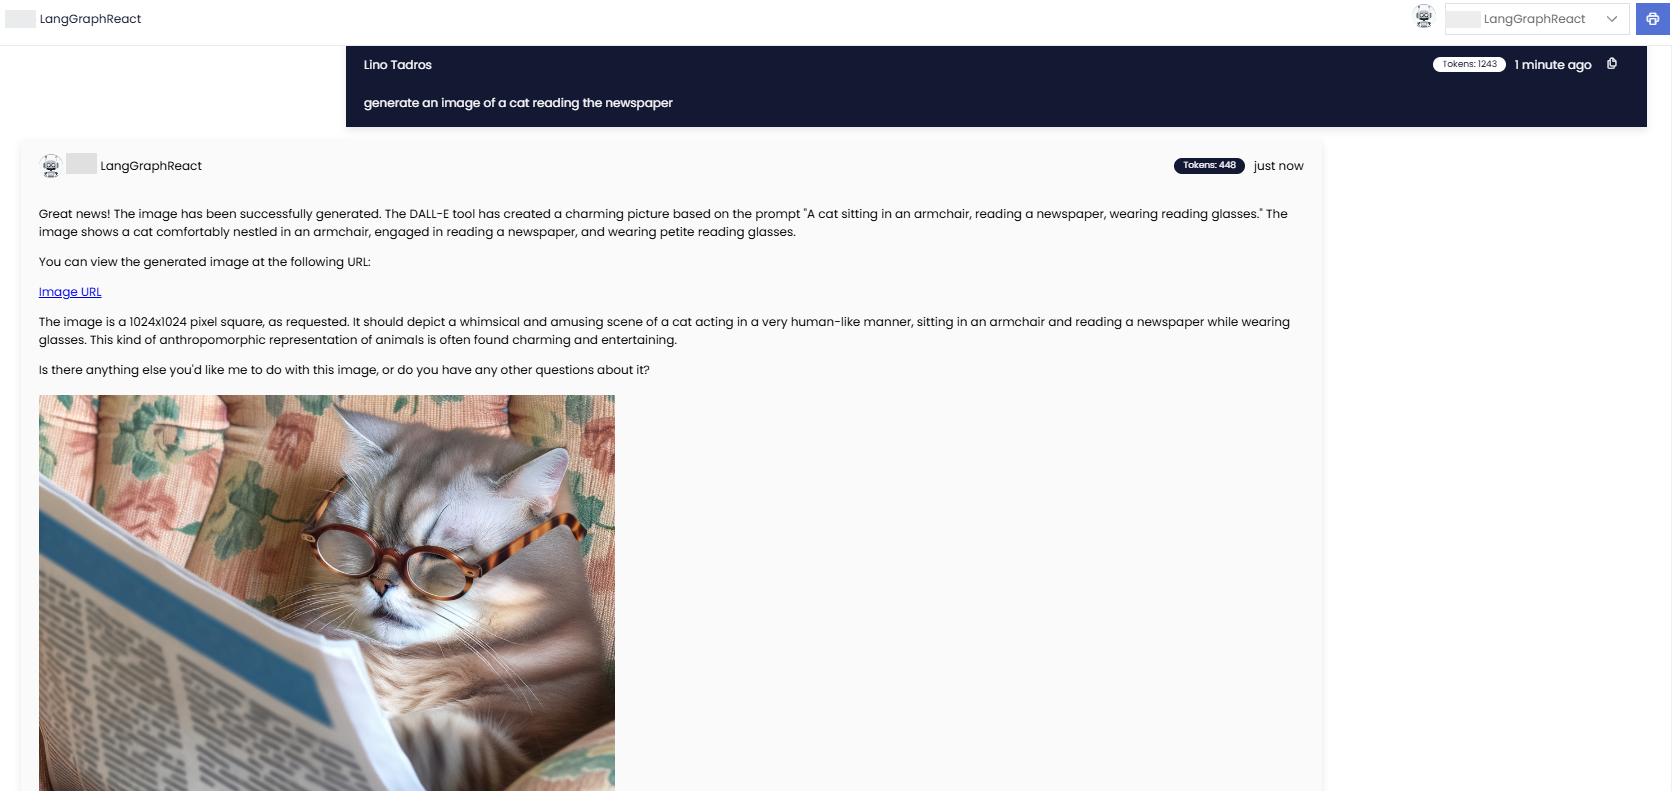 LangGraphReact
LangGraphReact
Lino Tadros
Tokens: 1243
1 minute ago
generate an image of a cat reading the newspaper
LangGraphReact
Tokens: 448
just now
Great news! The image has been successfully generated. The DALL-E tool has created a charming picture based on the prompt "A cat sitting in an armchair, reading a newspaper, wearing reading glasses." The
image shows a cat comfortably nestled in an armchair, engaged in reading a newspaper, and wearing petite reading glasses.
You can view the generated image at the following URL:
Image URL
The image is a 1024x1024 pixel square, as requested. It should depict a whimsical and amusing scene of a cat acting in a very human-like manner, sitting in an armchair and reading a newspaper while wearing
glasses. This kind of anthropomorphic representation of animals is often found charming and entertaining.
Is there anything else you'd like me to do with this image, or do you have any other questions about it?